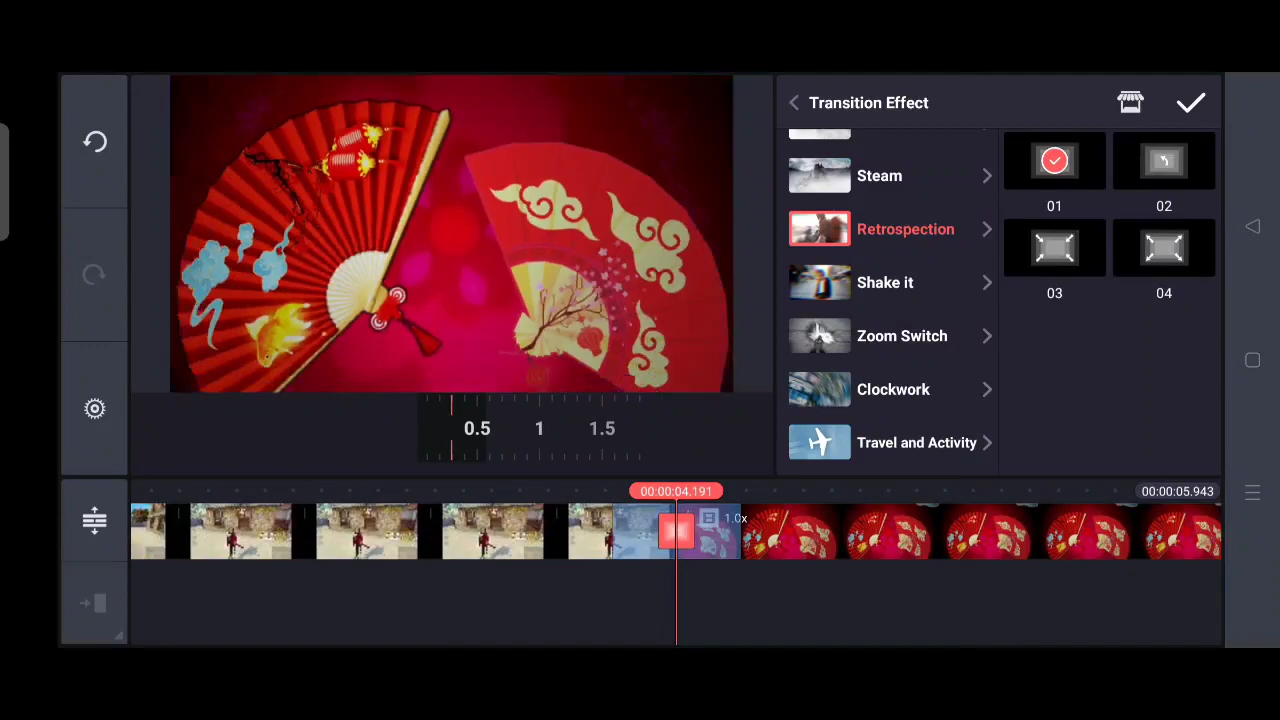 Transition Effect
Steam
Retrospection
Shake it
Zoom Switch
Clockwork
Travel and Activity
01
02
03
04
0.5
1
1.5
00:00:04.191
00:00:05.943
1.0x